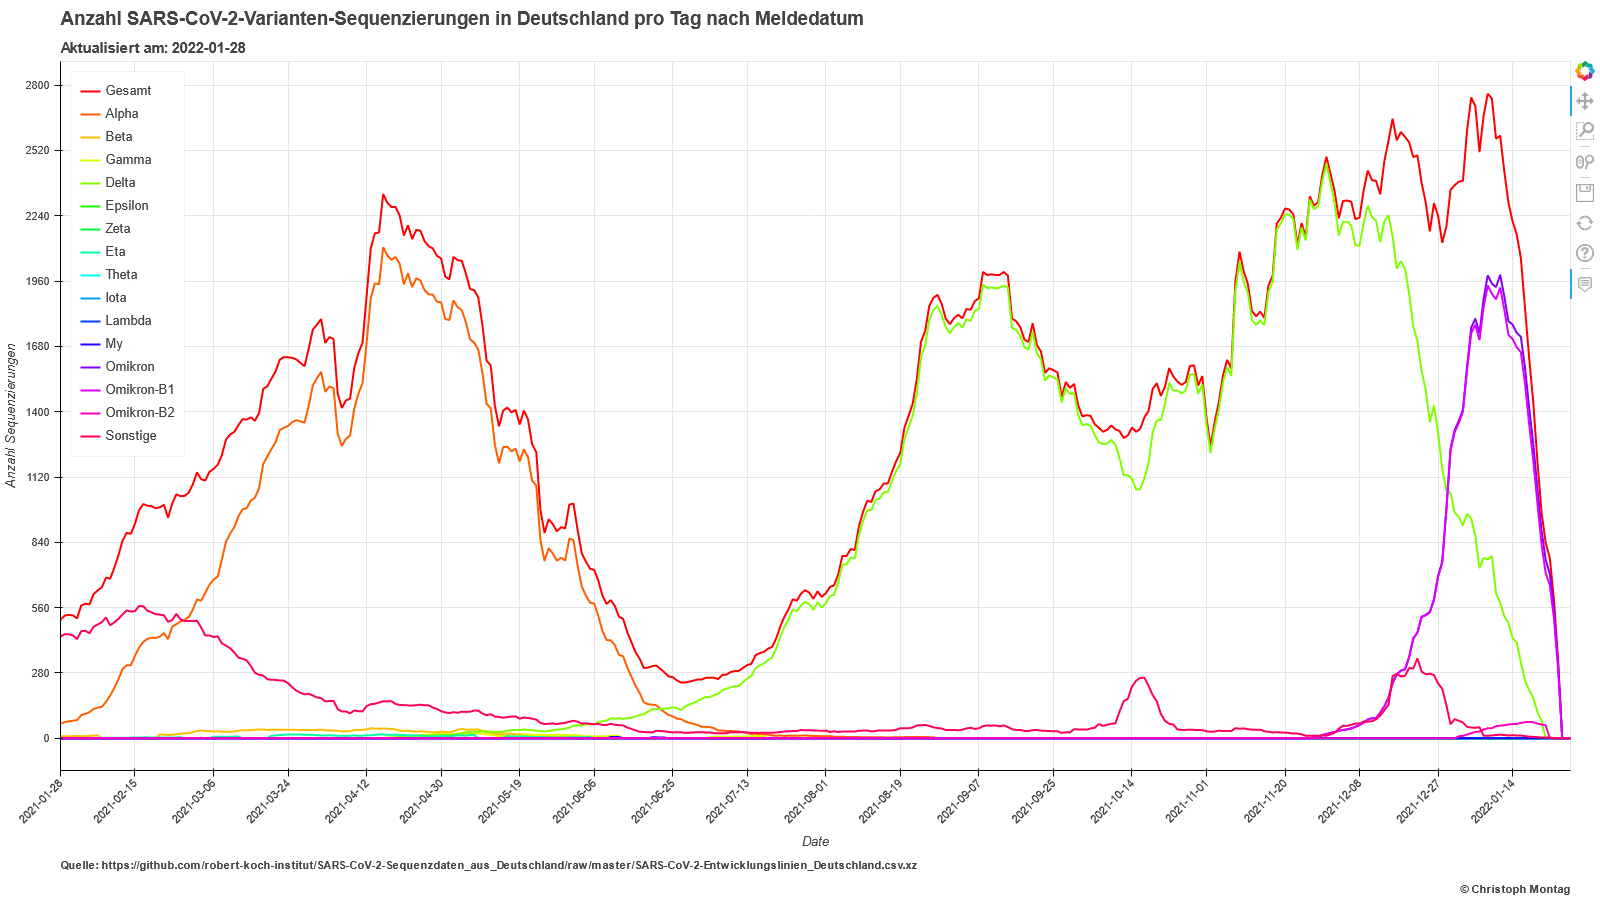 Anzahl SARS-CoV-2-Varianten-Sequenzierungen in Deutschland pro Tag nach Meldedatum
Aktualisiert am: 2022-01-28
2800
2520
2240
1960
1680
1400
1120
840
560
280
0
Anzahl Sequenzierungen
Gesamt
Alpha
Beta
Gamma
Delta
Epsilon
Zeta
Eta
Theta
Iota
Lambda
My
Omikron
Omikron-B1
Omikron-B2
Sonstige
2021-01-28
2021-02-15
2021-03-06
2021-03-24
2021-04-12
2021-04-30
2021-05-19
2021-06-06
2021-06-25
2021-07-13
2021-08-01
2021-08-19
2021-09-07
2021-09-25
2021-10-14
2021-11-01
2021-11-20
2021-12-08
2021-12-27
2022-01-14
Date
Quelle: https://github.com/robert-koch-institut/SARS-CoV-2-Sequenzdaten_aus_Deutschland/raw/master/SARS-CoV-2-Entwicklungslinien_Deutschland.csv.xz
© Christoph Montag